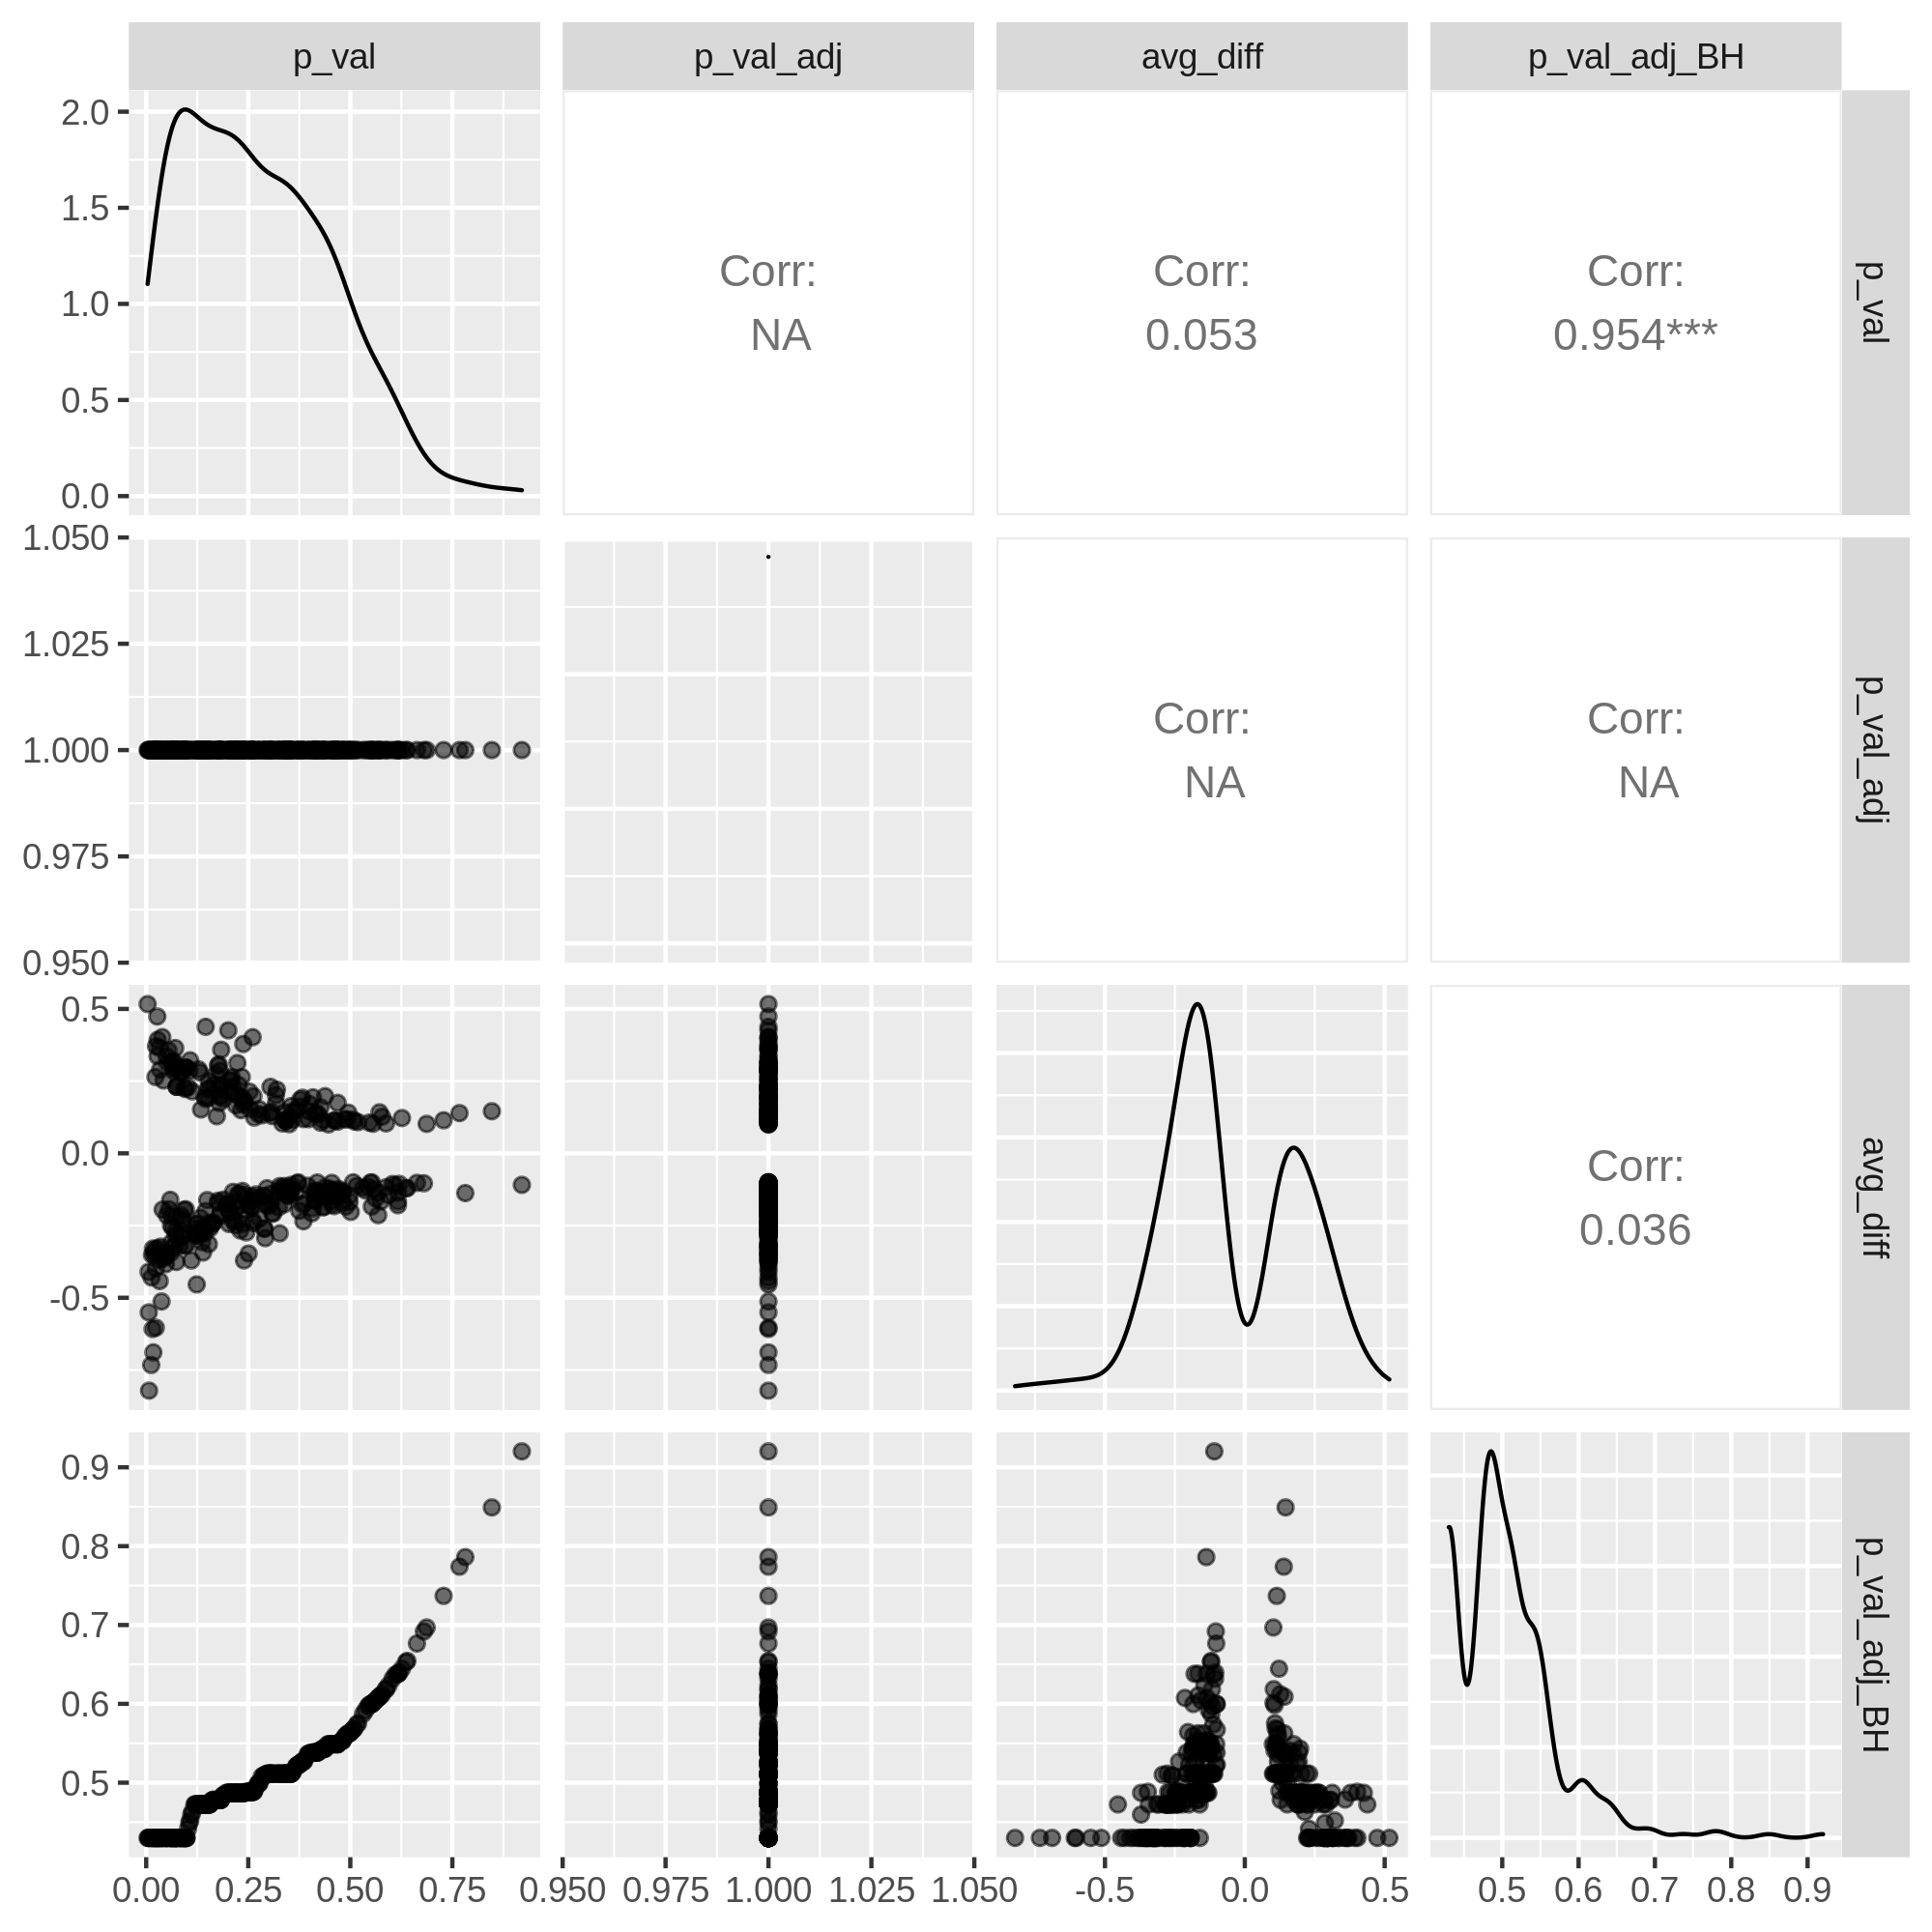 p_val p_val_adj avg_diff p_val_adj_BH
2.0
1.5
1.0
0.5
0.0
Corr:
NA
Corr:
0.053
Corr:
0.954***
p_val
1.050
1.025
1.000
0.975
0.950
Corr:
NA
Corr:
NA
p_val_adj
0.5
0.0
-0.5
Corr:
0.036
avg_diff
0.9
0.8
0.7
0.6
0.5
p_val_adj_BH
0.00 0.25 0.50 0.75 0.950 0.975 1.000 1.025 1.050 -0.5 0.0 0.5 0.5 0.6 0.7 0.8 0.9